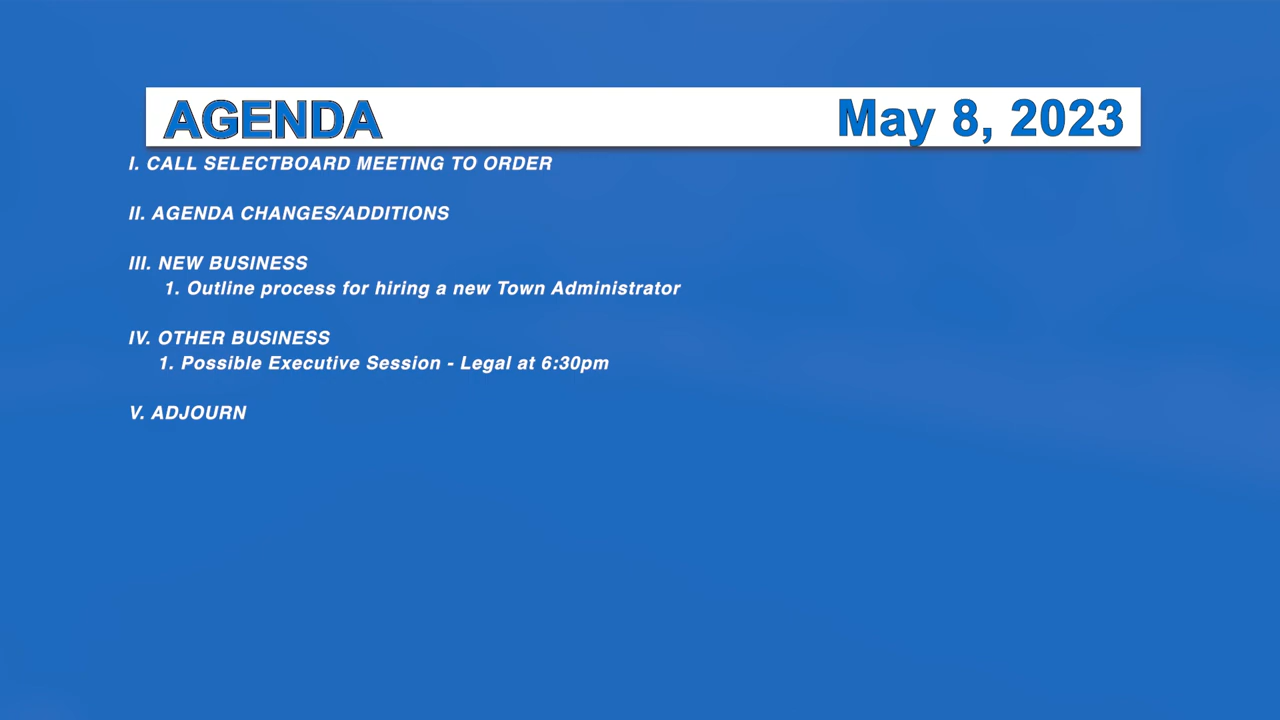 AGENDA May 8, 2023
I. CALL SELECTBOARD MEETING TO ORDER
II. AGENDA CHANGES/ADDITIONS
III. NEW BUSINESS
1. Outline process for hiring a new Town Administrator
IV. OTHER BUSINESS
1. Possible Executive Session - Legal at 6:30pm
V. ADJOURN